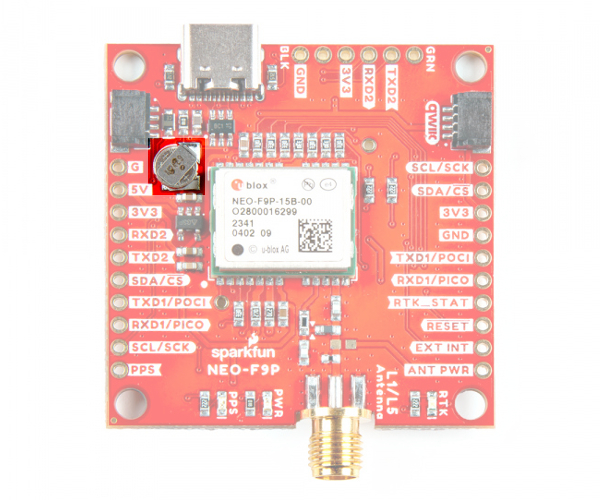 BLK
GND
3V3
RXD2
TXD2
GRN
QWIIC
G
5V
3V3
RXD2
TXD2
SDA/CS
TXD1/POCI
RXD1/PICO
SCL/SCK
PPS
SCL/SCK
SDA/CS
3V3
GND
TXD1/POCI
RXD1/PICO
RTK_STAT
RESET
EXT INT
ANT PWR
ublox
NEO-F9P-15B-00
O2800016299
2341
0402 09
© u-blox AG
sparkfun
NEO-F9P
PPS
PWR
L1/L5
Antenna
RTK